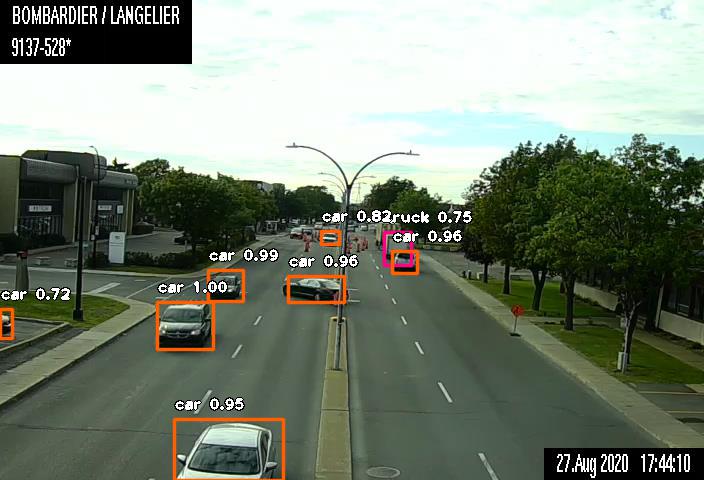 BOMBARDIER / LANGELIER
9137-528*
car 0.82
ruck 0.75
car 0.96
car 0.99
car 0.96
car 1.00
car 0.72
car 0.95
27.Aug 2020 17:44:10